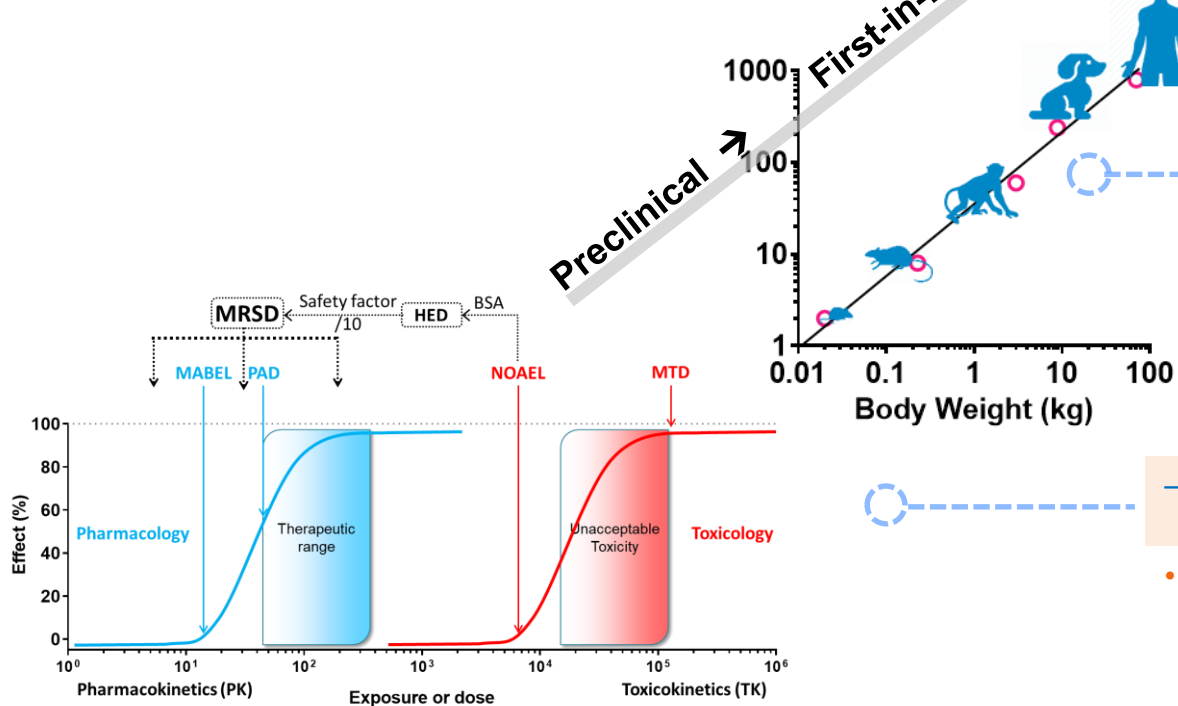 Preclinical → First-in-
1000
100
10
1
0.01 0.1 1 10 100
Body Weight (kg)
MRSD
Safety factor
/10
HED
BSA
MABEL PAD
NOAEL
MTD
100
80
60
40
20
0
Effect (%)
Pharmacology
Therapeutic
range
Unacceptable
Toxicity
Toxicology
10⁰ 10¹ 10² 10³ 10⁴ 10⁵ 10⁶
Pharmacokinetics (PK)
Exposure or dose
Toxicokinetics (TK)